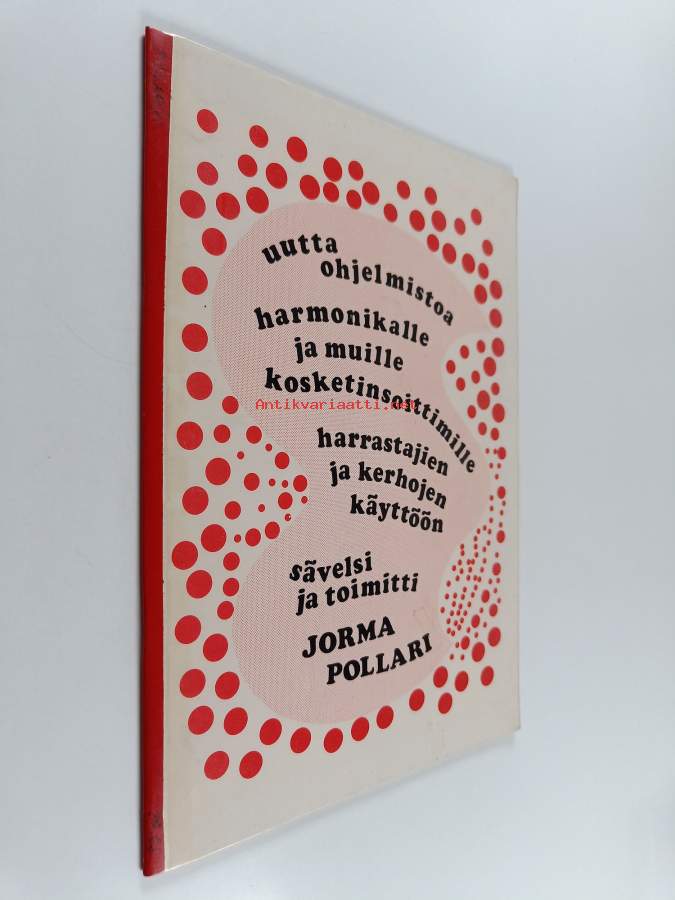 uutta
ohjelmistoa
harmonikalle
ja muille
kosketinsoittimille
Antikvariaatti.net
harrastajien
ja kerhojen
käyttöön
sävelsi
ja toimitti
JORMA
POLLARI